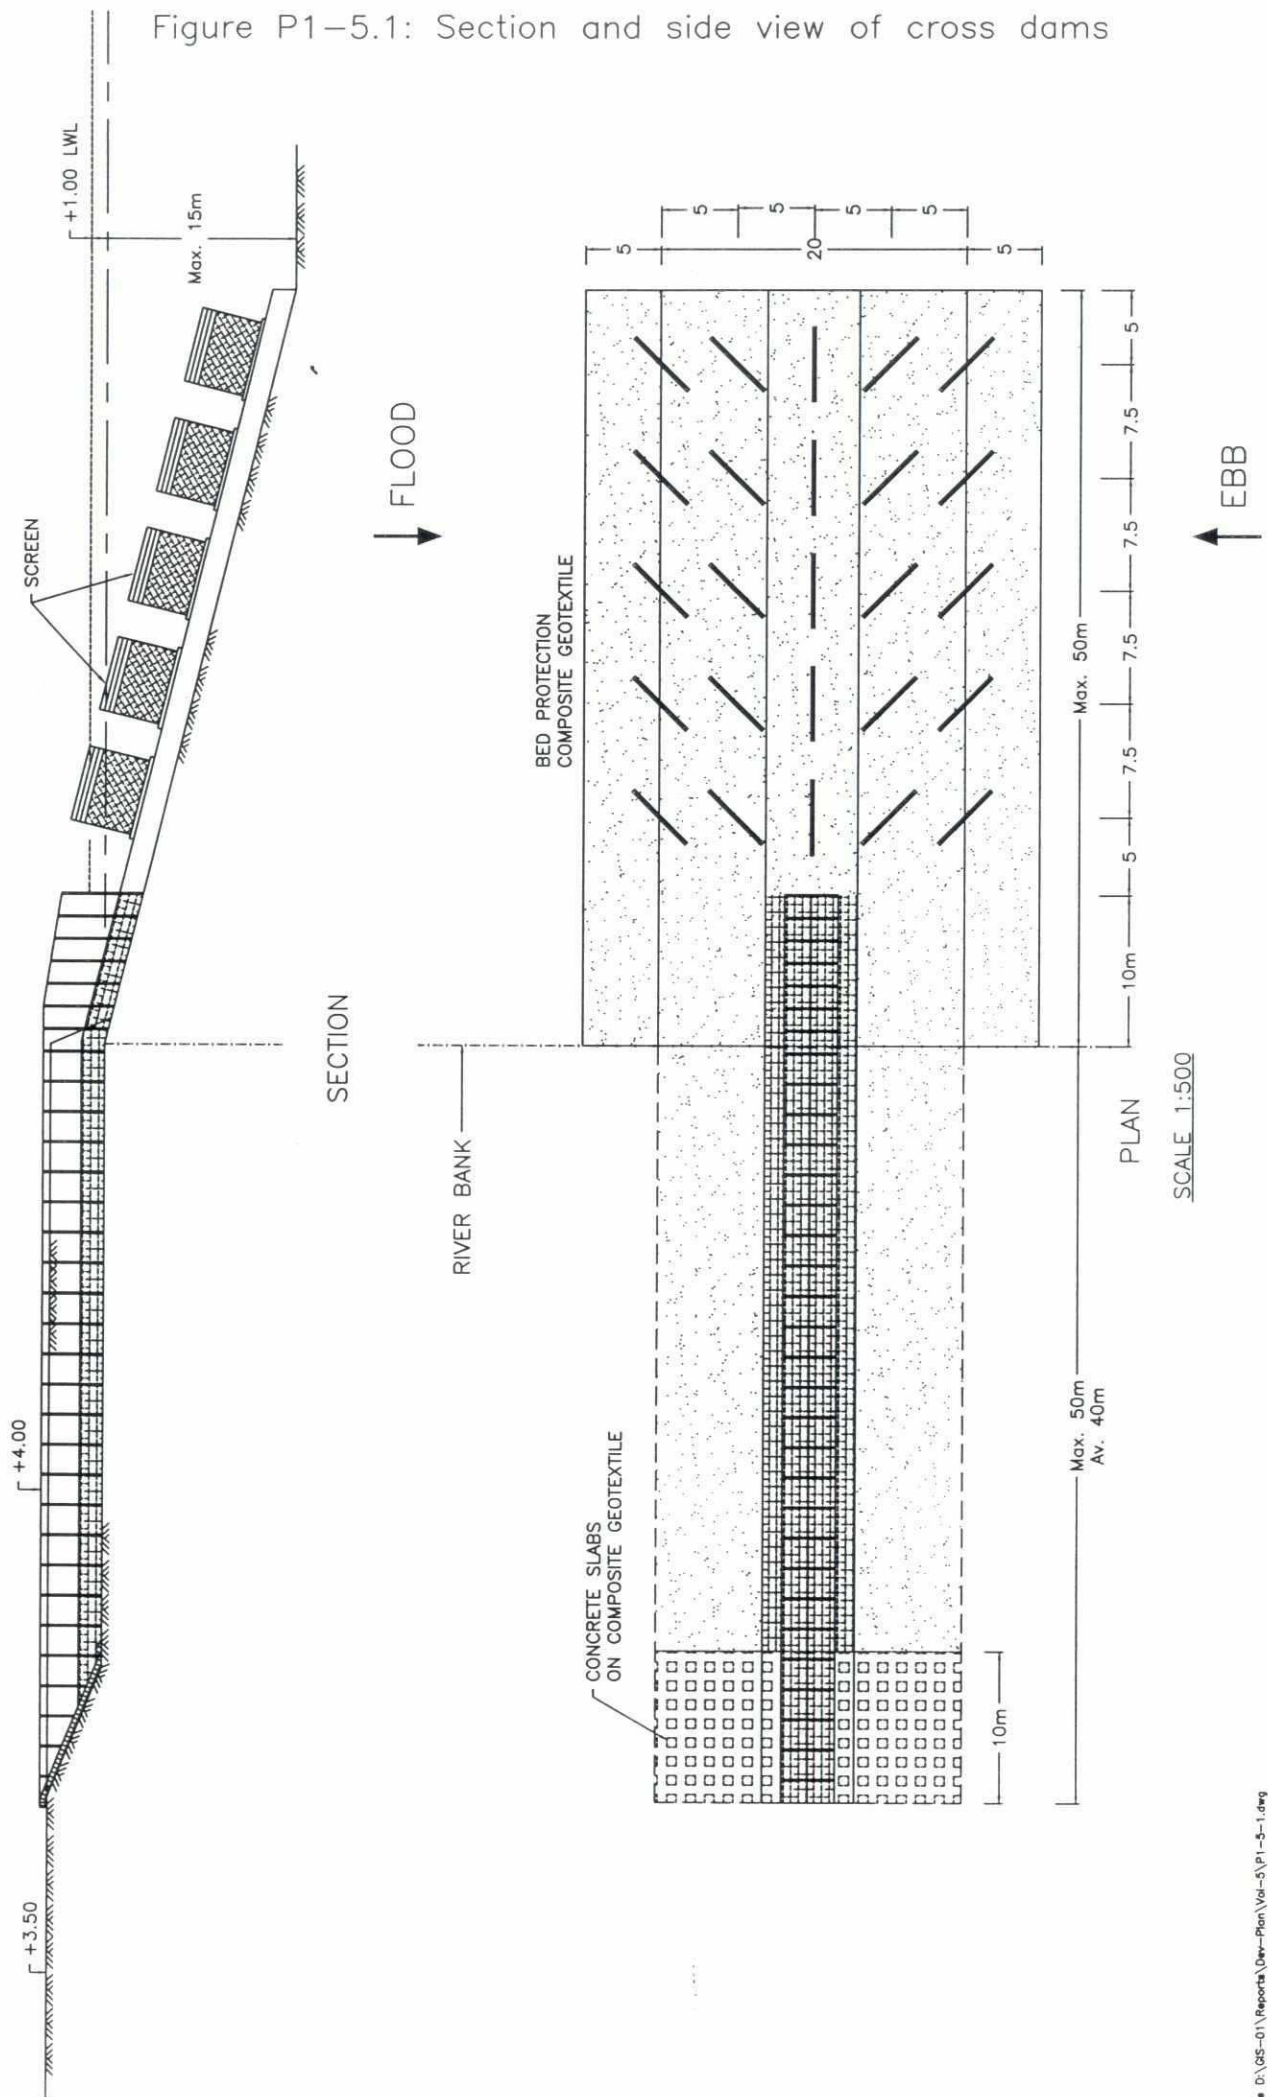 Figure P1-5.1: Section and side view of cross dams
+3.50
+4.00
SCREEN
+1.00 LWL
Max. 15m
SECTION
FLOOD
RIVER BANK
BED PROTECTION
COMPOSITE GEOTEXTILE
CONCRETE SLABS
ON COMPOSITE GEOTEXTILE
5
20
5
5
5
5
5
10m
Max. 50m
Av. 40m
Max. 50m
10m
5
7.5
7.5
7.5
7.5
5
PLAN
SCALE 1:500
EBB
D:\GIS-01\Reports\Dev-Plan\Vol-5\P1-5-1.dwg